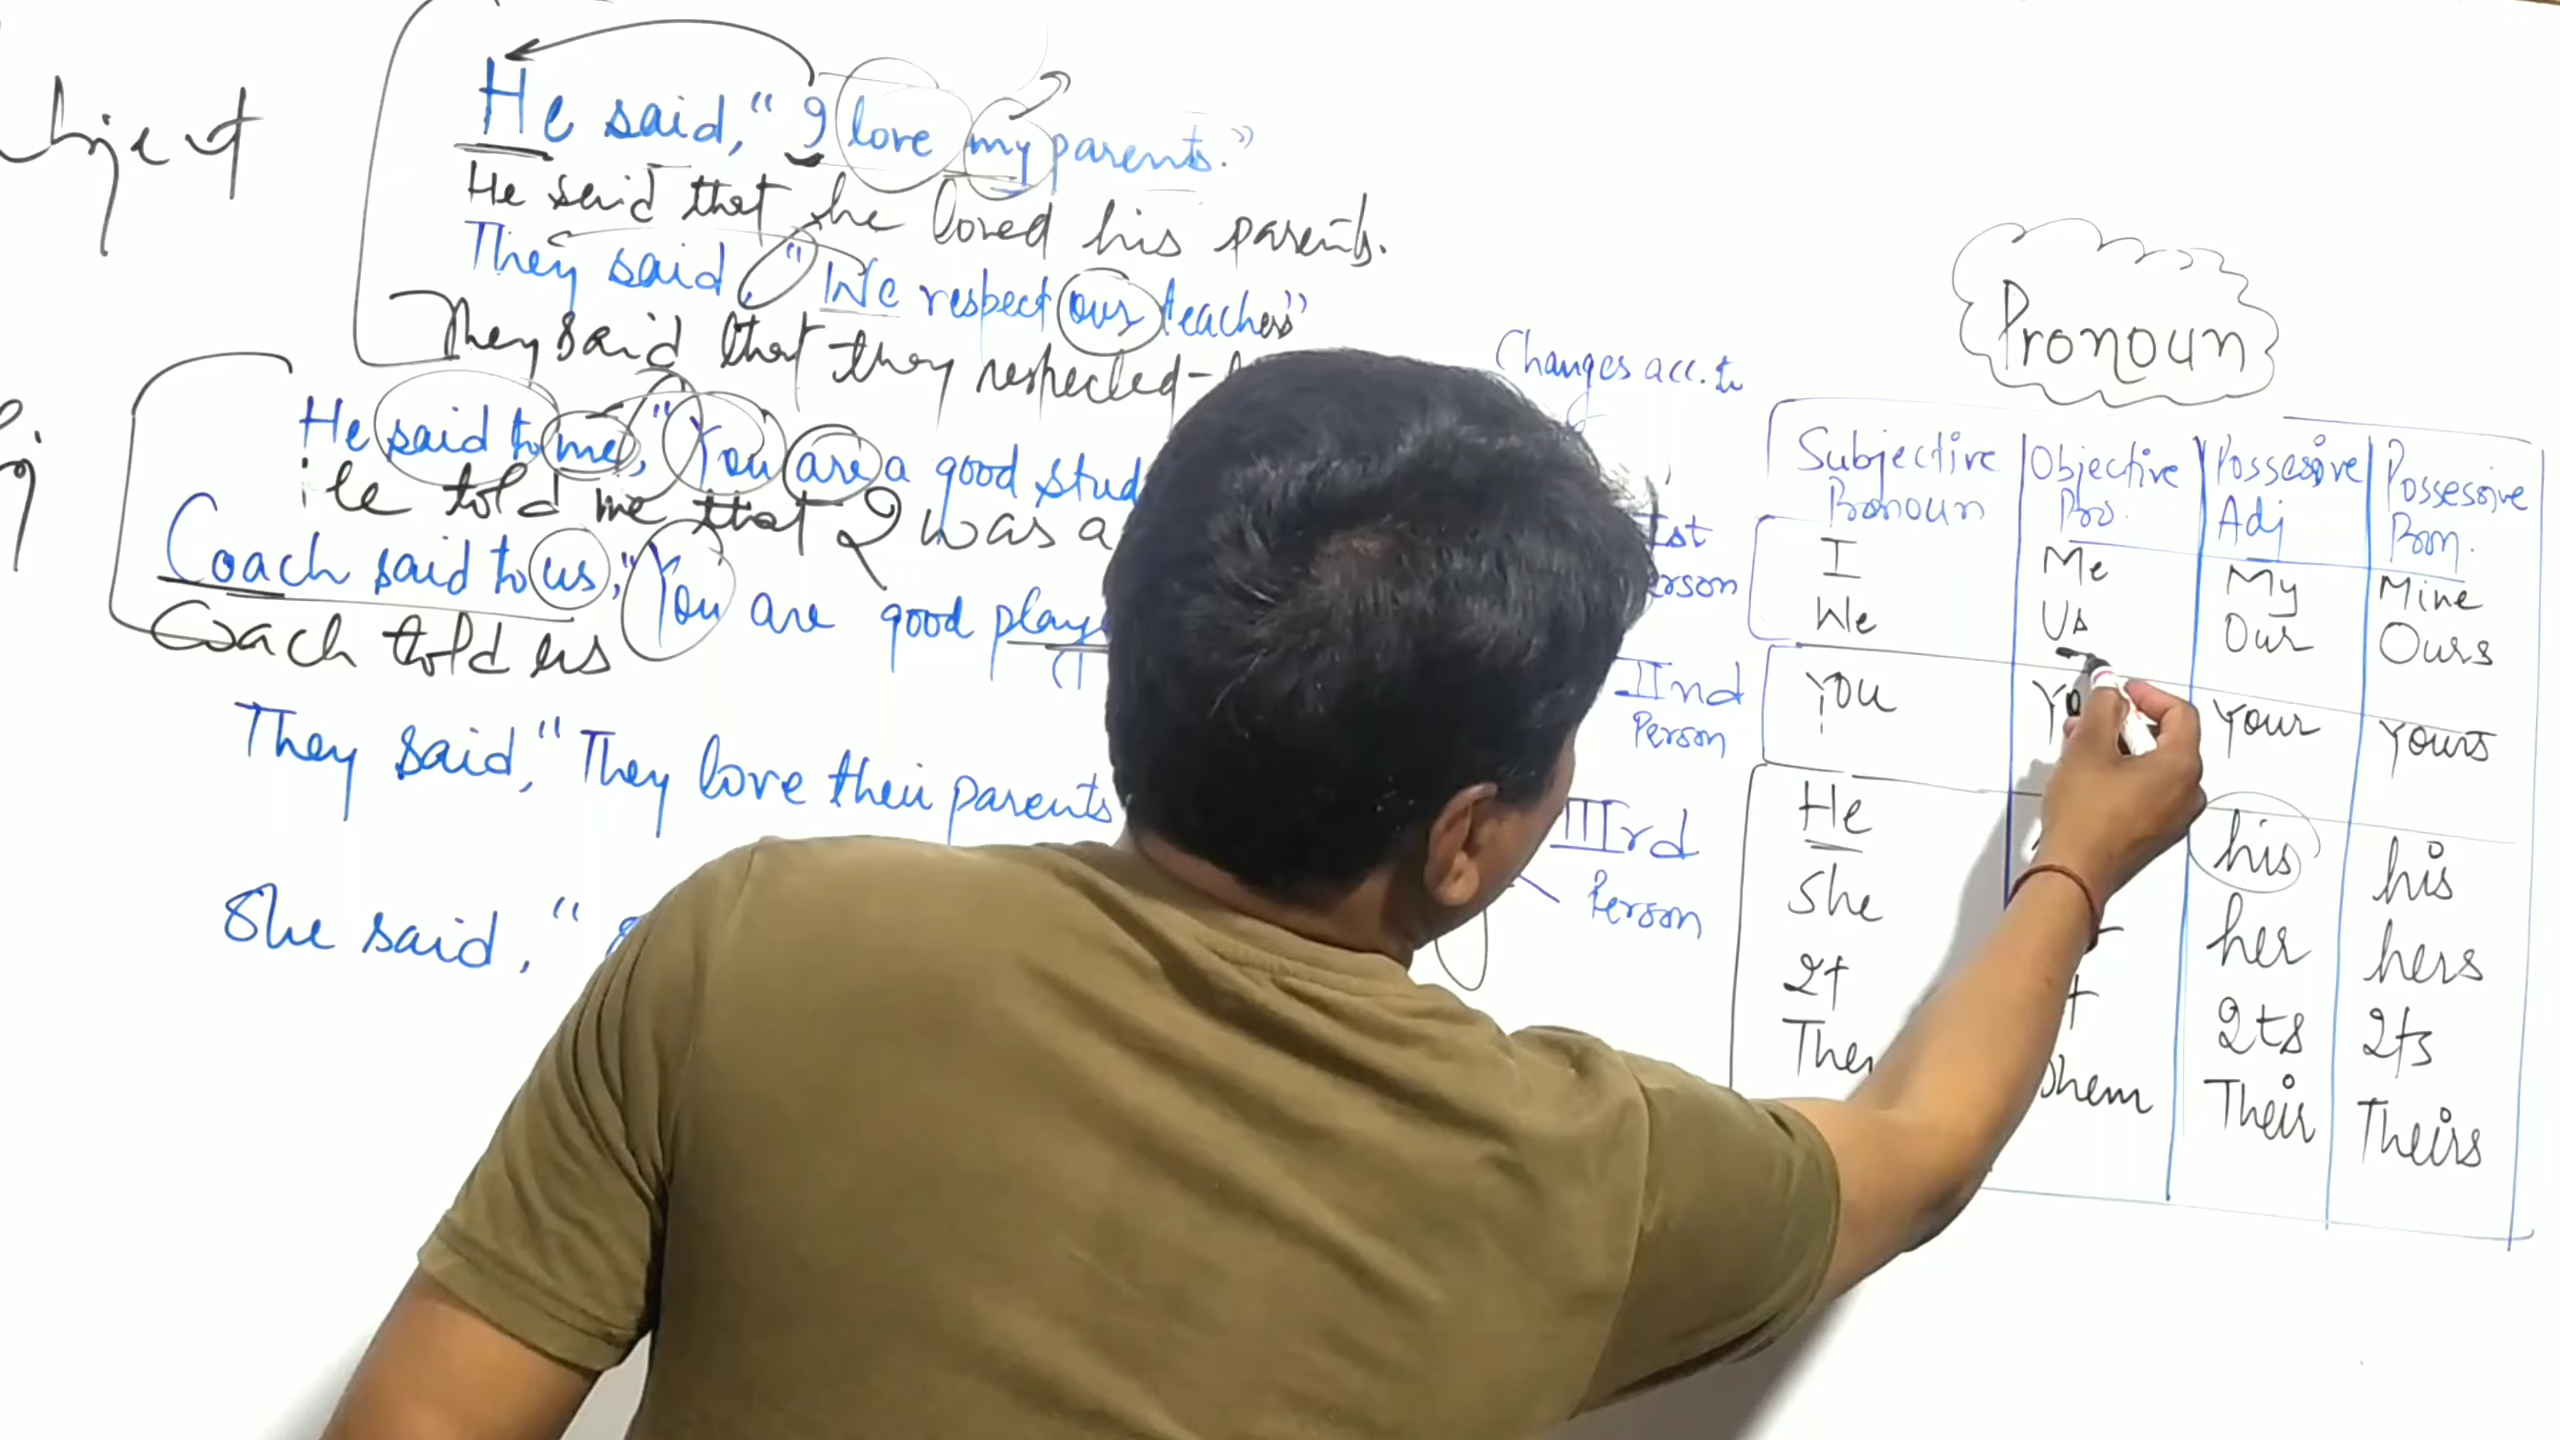 He said, "I love my parents."
He said that he loved his parents.
They said, "We respect our teachers"
They said that they respected
He said to me, "You are a good stud
He told me that I was a
Coach said to us, "You are good play
Coach told us
They said, "They love their parents
She said, "
Changes acc. to
Pronoun
Subjective Pronoun Objective Pro. Possessive Adj Possessive Pron.
Ist Person
I Me My Mine
We Us Our Ours
IInd Person
You Yo Your Yours
IIIrd Person
He his his
She her hers
It Its Its
They them Their Theirs